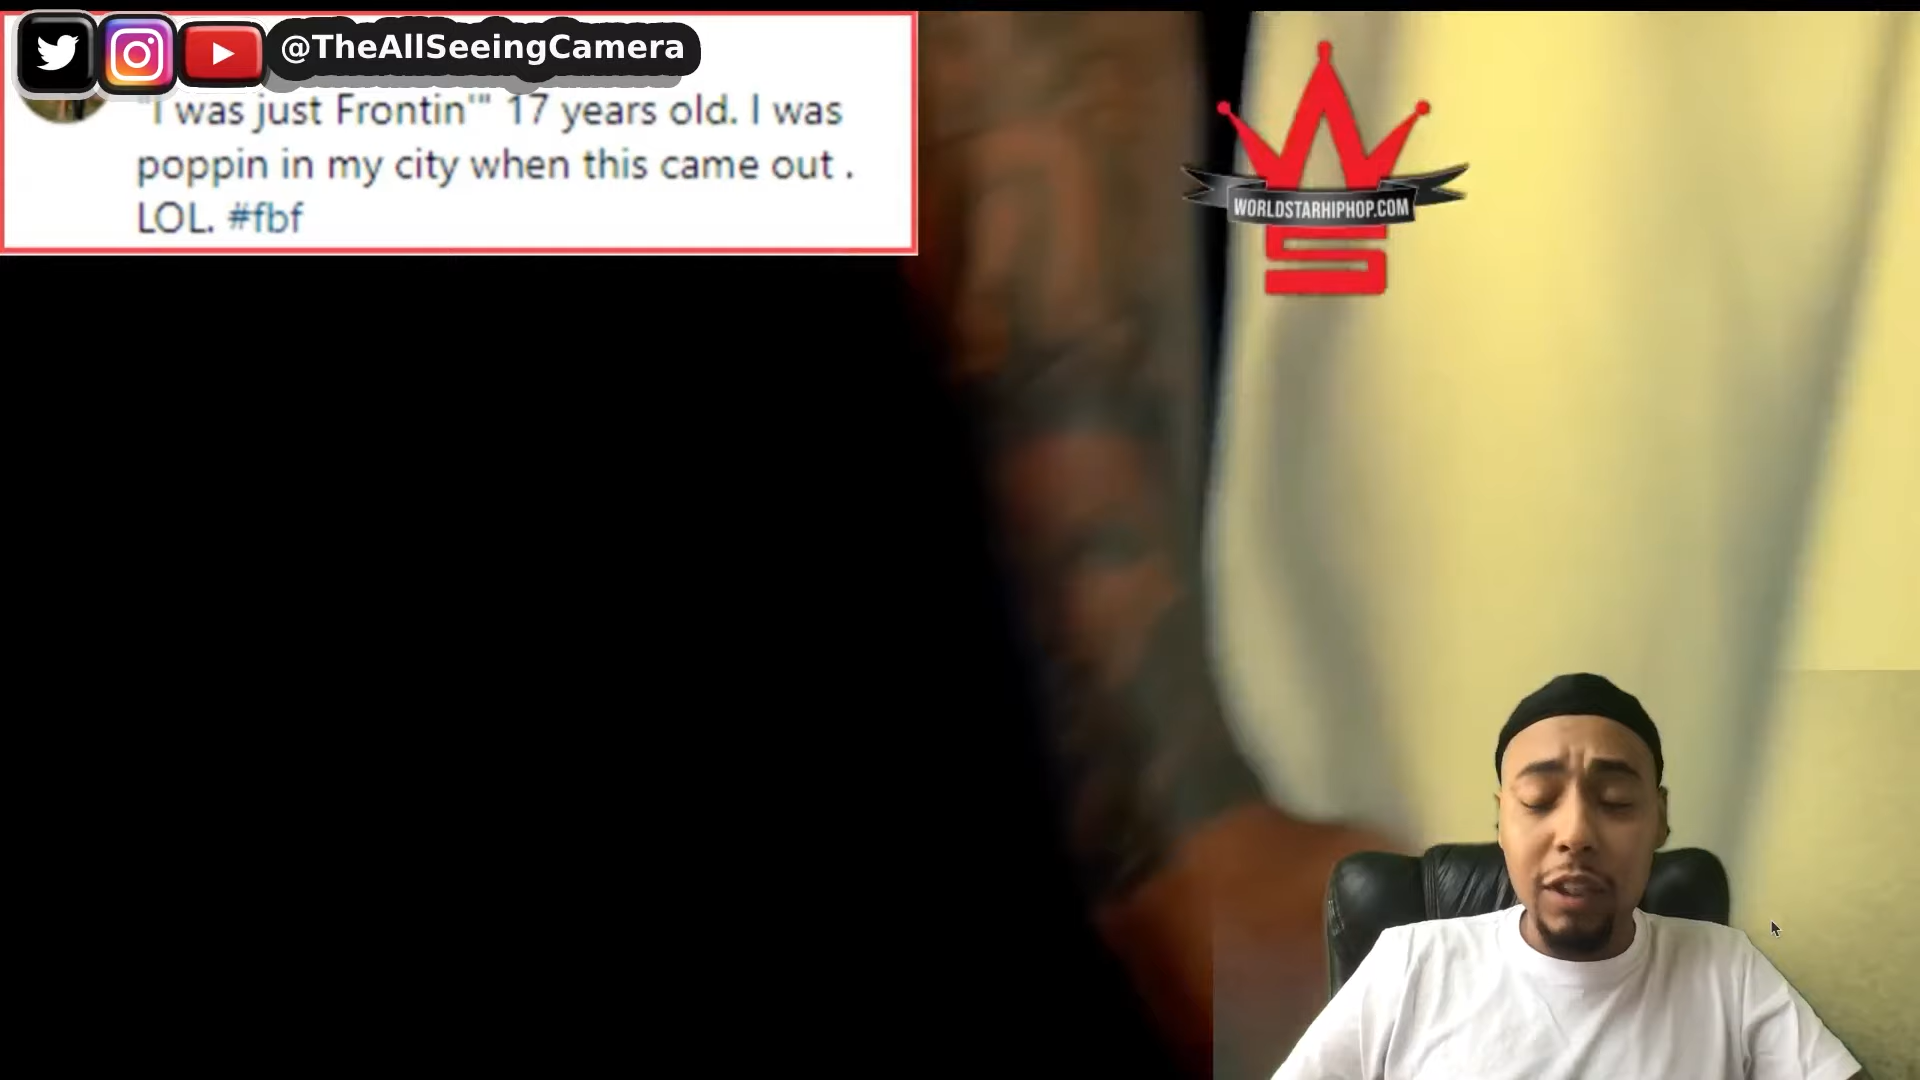 @TheAllSeeingCamera
"I was just Frontin'" 17 years old. I was
poppin in my city when this came out .
LOL. #fbf
WORLDSTARHIPHOP.COM